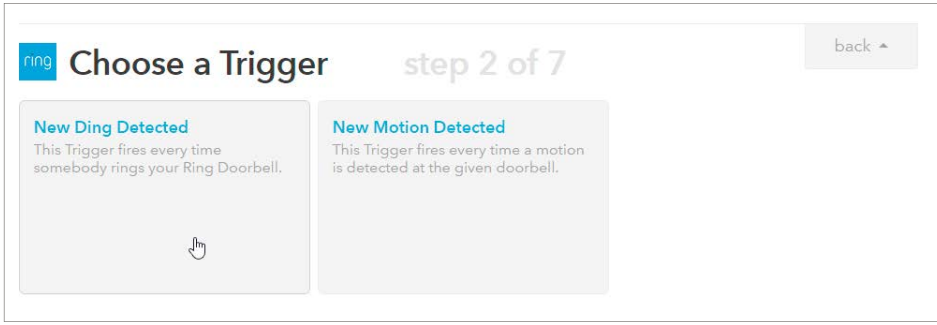 back
ring
Choose a Trigger
step 2 of 7
New Ding Detected
This Trigger fires every time
somebody rings your Ring Doorbell.
New Motion Detected
This Trigger fires every time a motion
is detected at the given doorbell.